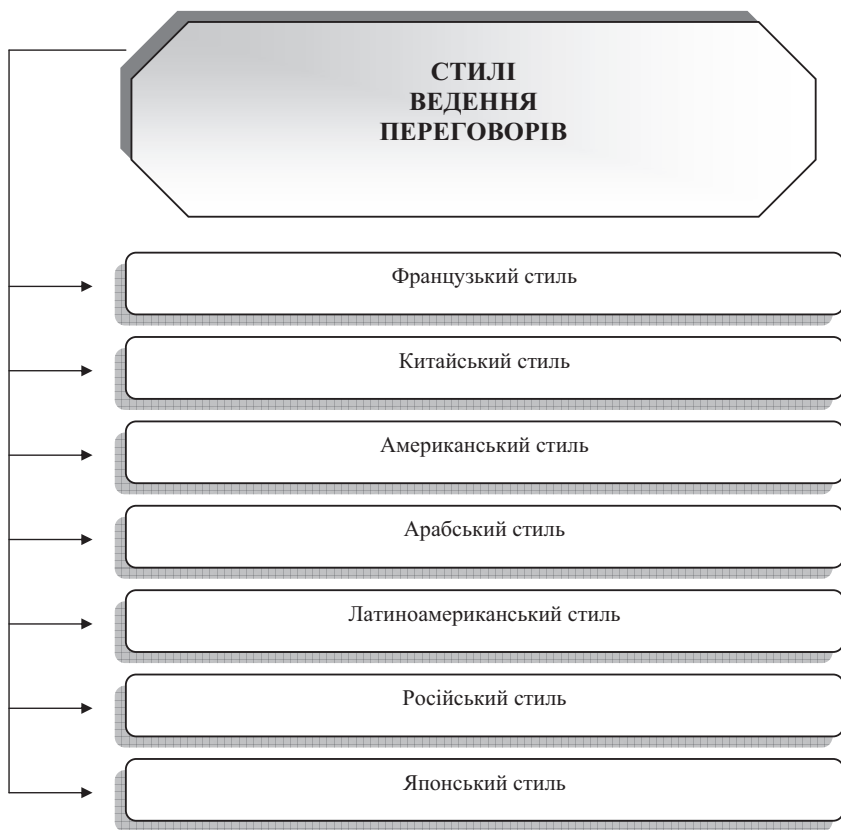 СТИЛІ
ВЕДЕННЯ
ПЕРЕГОВОРІВ
Французький стиль
Китайський стиль
Американський стиль
Арабський стиль
Латиноамериканський стиль
Російський стиль
Японський стиль